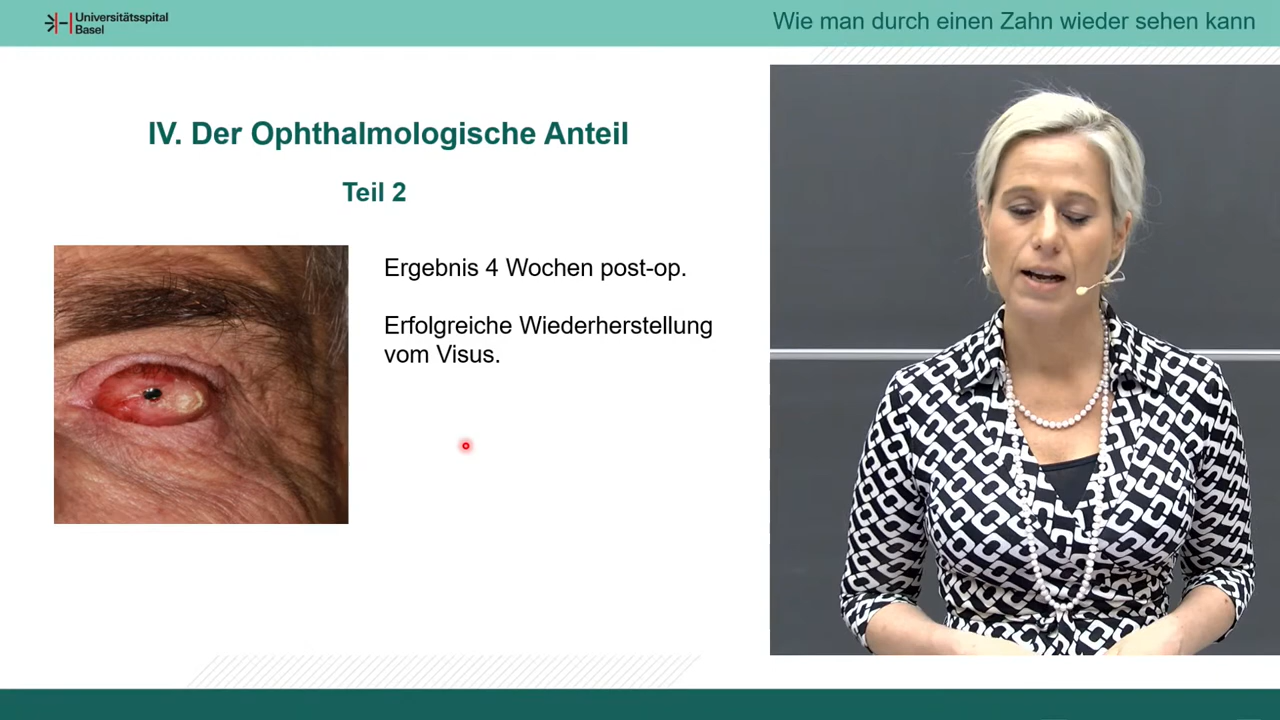 Universitätsspital
Basel
Wie man durch einen Zahn wieder sehen kann
IV. Der Ophthalmologische Anteil
Teil 2
Ergebnis 4 Wochen post-op.
Erfolgreiche Wiederherstellung
vom Visus.